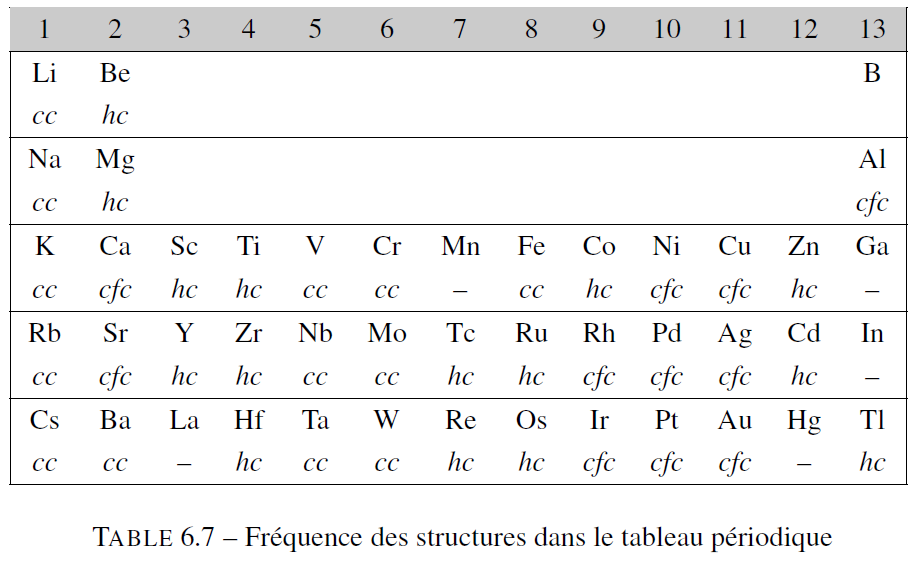 1 2 3 4 5 6 7 8 9 10 11 12 13
Li Be B
cc hc
Na Mg Al
cc hc cfc
K Ca Sc Ti V Cr Mn Fe Co Ni Cu Zn Ga
cc cfc hc hc cc cc – cc hc cfc cfc hc –
Rb Sr Y Zr Nb Mo Tc Ru Rh Pd Ag Cd In
cc cfc hc hc cc cc hc hc cfc cfc cfc hc –
Cs Ba La Hf Ta W Re Os Ir Pt Au Hg Tl
cc cc – hc cc cc hc hc cfc cfc cfc – hc
TABLE 6.7 – Fréquence des structures dans le tableau périodique